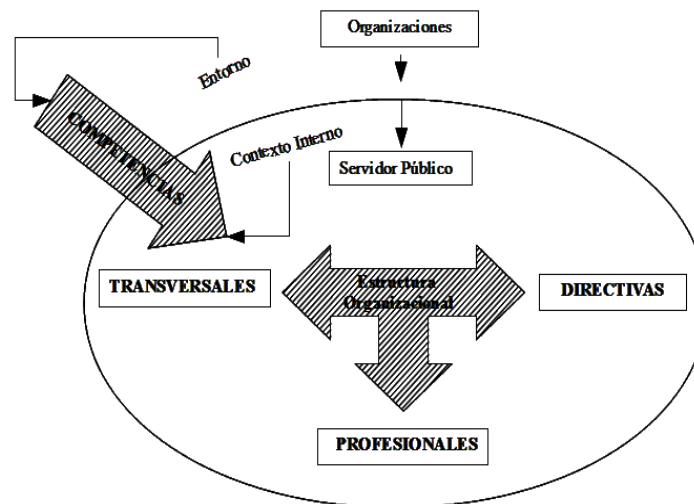 Organizaciones
Entorno
COMPETENCIAS
Contexto Interno
Servidor Público
TRANSVERSALES
Estructura
Organizacional
DIRECTIVAS
PROFESIONALES